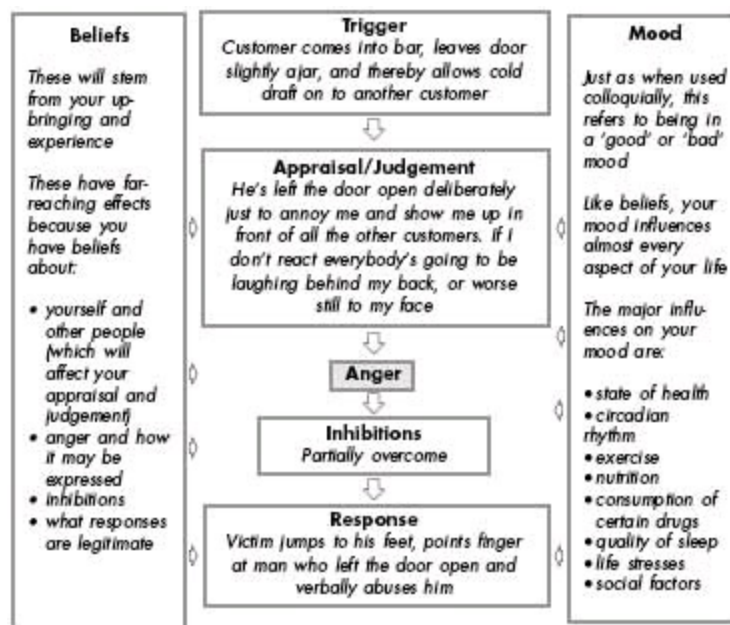 Beliefs
These will stem
from your up-
bringing and
experience
These have far-
reaching effects
because you
have beliefs
about:
• yourself and
other people
(which will
affect your
appraisal and
judgement)
• anger and how
it may be
expressed
• inhibitions
• what responses
are legitimate
Trigger
Customer comes into bar, leaves door
slightly ajar, and thereby allows cold
draft on to another customer
Appraisal/Judgement
He's left the door open deliberately
just to annoy me and show me up in
front of all the other customers. If I
don't react everybody's going to be
laughing behind my back, or worse
still to my face
Anger
Inhibitions
Partially overcome
Response
Victim jumps to his feet, points finger
at man who left the door open and
verbally abuses him
Mood
Just as when used
colloquially, this
refers to being in
a 'good' or 'bad'
mood
Like beliefs, your
mood influences
almost every
aspect of your life
The major influ-
ences on your
mood are:
• state of health
• circadian
rhythm
• exercise
• nutrition
• consumption of
certain drugs
• quality of sleep
• life stresses
• social factors